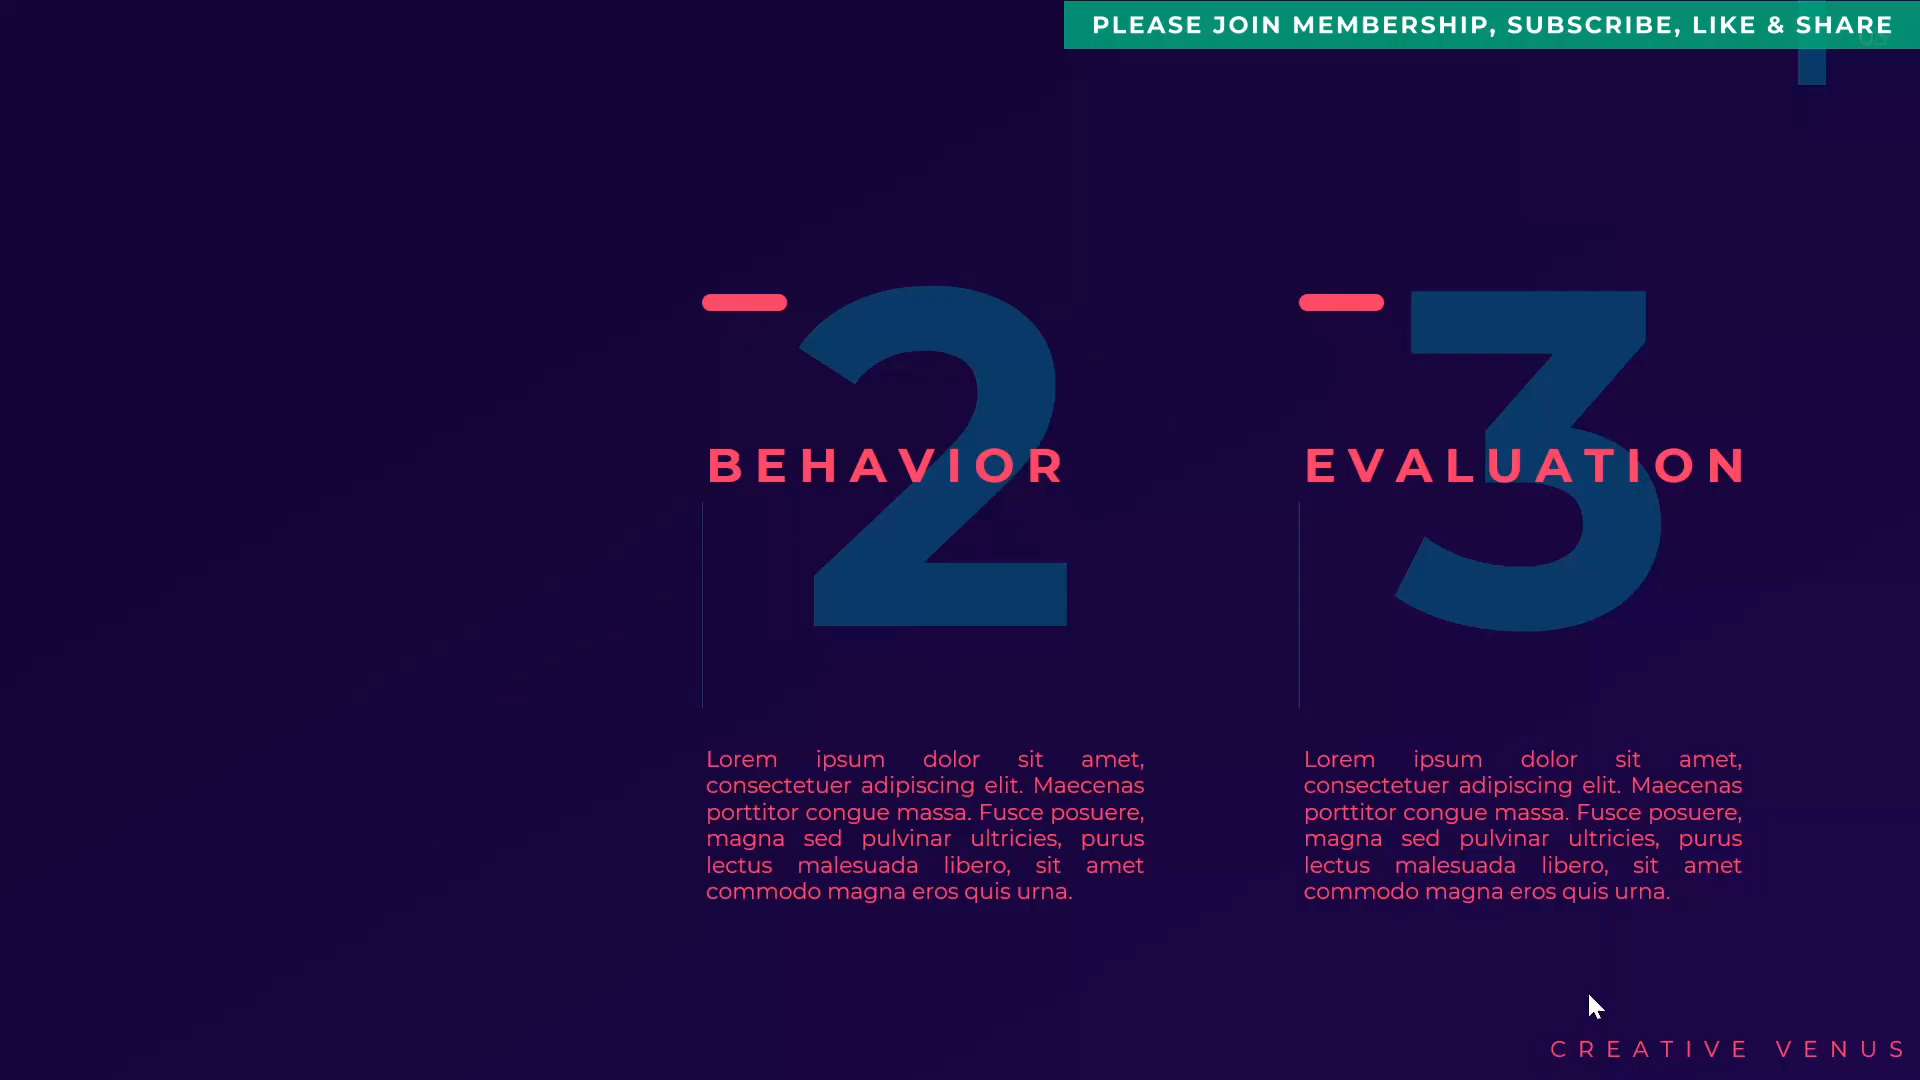 PLEASE JOIN MEMBERSHIP, SUBSCRIBE, LIKE & SHARE
2
BEHAVIOR
Lorem ipsum dolor sit amet,
consectetuer adipiscing elit. Maecenas
porttitor congue massa. Fusce posuere,
magna sed pulvinar ultricies, purus
lectus malesuada libero, sit amet
commodo magna eros quis urna.
3
EVALUATION
Lorem ipsum dolor sit amet,
consectetuer adipiscing elit. Maecenas
porttitor congue massa. Fusce posuere,
magna sed pulvinar ultricies, purus
lectus malesuada libero, sit amet
commodo magna eros quis urna.
CREATIVE VENUS